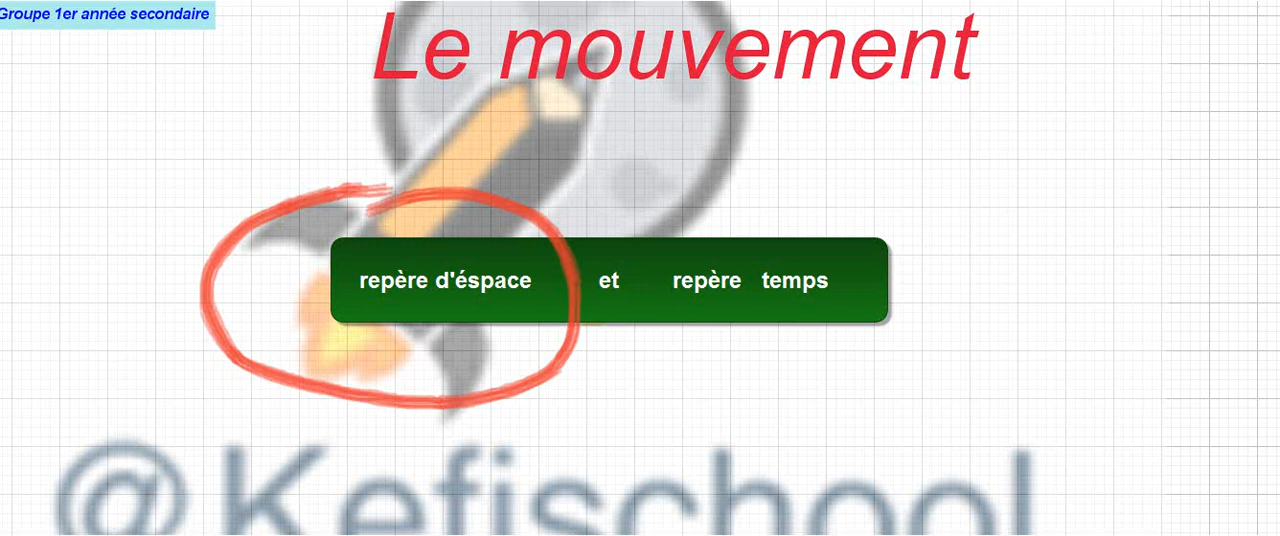 Groupe 1er année secondaire
Le mouvement
repère d'éspace et repère temps
@Kefischool